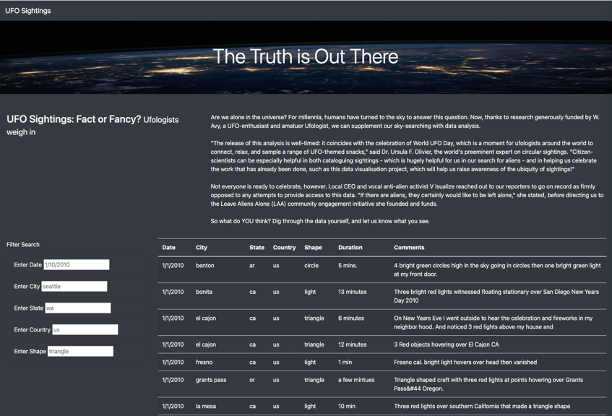 UFO Sightings
The Truth is Out There
UFO Sightings: Fact or Fancy? Ufologists
weigh in
Are we alone in the universe? For millennia, humans have turned to the sky to answer this question. Now, thanks to research generously funded by W.
Avy, a UFO-enthusiast and amatuer Ufologist, we can supplement our sky-searching with data analysis.
"The release of this analysis is well-timed: it coincides with the celebration of World UFO Day, which is a moment for ufologists around the world to
connect, relax, and sample a range of UFO-themed snacks," said Dr. Ursula F. Olivier, the world's preeminent expert on circular sightings. "Citizen-
scientists can be especially helpful in both cataloguing sightings - which is hugely helpful for us in our search for aliens - and in helping us celebrate
the work that has already been done, such as this data visualisation project, which will help us raise awareness of the ubiquity of sightings!"
Not everyone is ready to celebrate, however. Local CEO and vocal anti-alien activist V Isualize reached out to our reporters to go on record as firmly
opposed to any attempts to provide access to this data. "If there are aliens, they certainly would like to be left alone," she stated, before directing us to
the Leave Aliens Alone (LAA) community engagement initiative she founded and funds.
So what do YOU think? Dig through the data yourself, and let us know what you see.
Filter Search
Enter Date 1/10/2010
Enter City seattle
Enter State wa
Enter Country us
Enter Shape triangle
Date City State Country Shape Duration Comments
1/1/2010 benton ar us circle 5 mins. 4 bright green circles high in the sky going in circles then one bright green light
at my front door.
1/1/2010 bonita ca us light 13 minutes Three bright red lights witnessed floating stationary over San Diego New Years
Day 2010
1/1/2010 el cajon ca us triangle 6 minutes On New Years Eve I went outside to hear the celebration and fireworks in my
neighbor hood. And noticed 3 red lights above my house and
1/1/2010 el cajon ca us triangle 12 minutes 3 Red objects hovering over El Cajon CA
1/1/2010 fresno ca us light 1 min Fresno cal. bright light hovers over head then vanished
1/1/2010 grants pass or us triangle a few mintues Triangle shaped craft with three red lights at points hovering over Grants
Pass&#44 Oregon.
1/1/2010 la mesa ca us light 10 min Three red lights over southern California that made a triangle shape